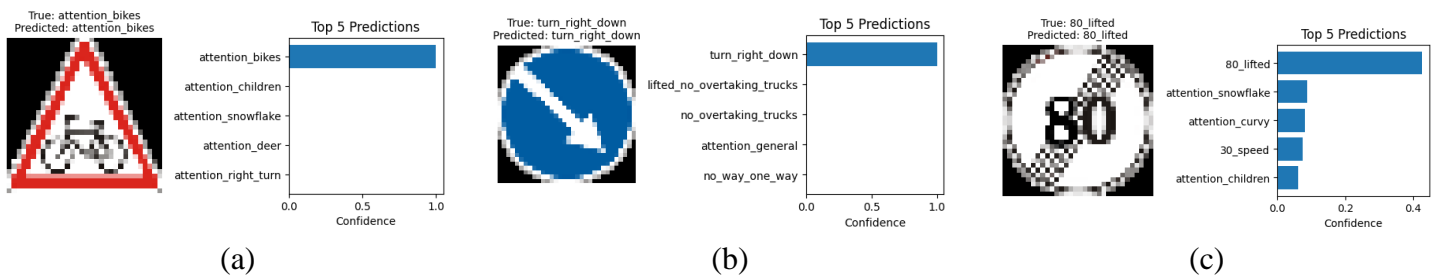 True: attention_bikes
Predicted: attention_bikes
Top 5 Predictions
attention_bikes
attention_children
attention_snowflake
attention_deer
attention_right_turn
0.0 0.5 1.0
Confidence
(a)
True: turn_right_down
Predicted: turn_right_down
Top 5 Predictions
turn_right_down
lifted_no_overtaking_trucks
no_overtaking_trucks
attention_general
no_way_one_way
0.0 0.5 1.0
Confidence
(b)
True: 80_lifted
Predicted: 80_lifted
80
Top 5 Predictions
80_lifted
attention_snowflake
attention_curvy
30_speed
attention_children
0.0 0.2 0.4
Confidence
(c)